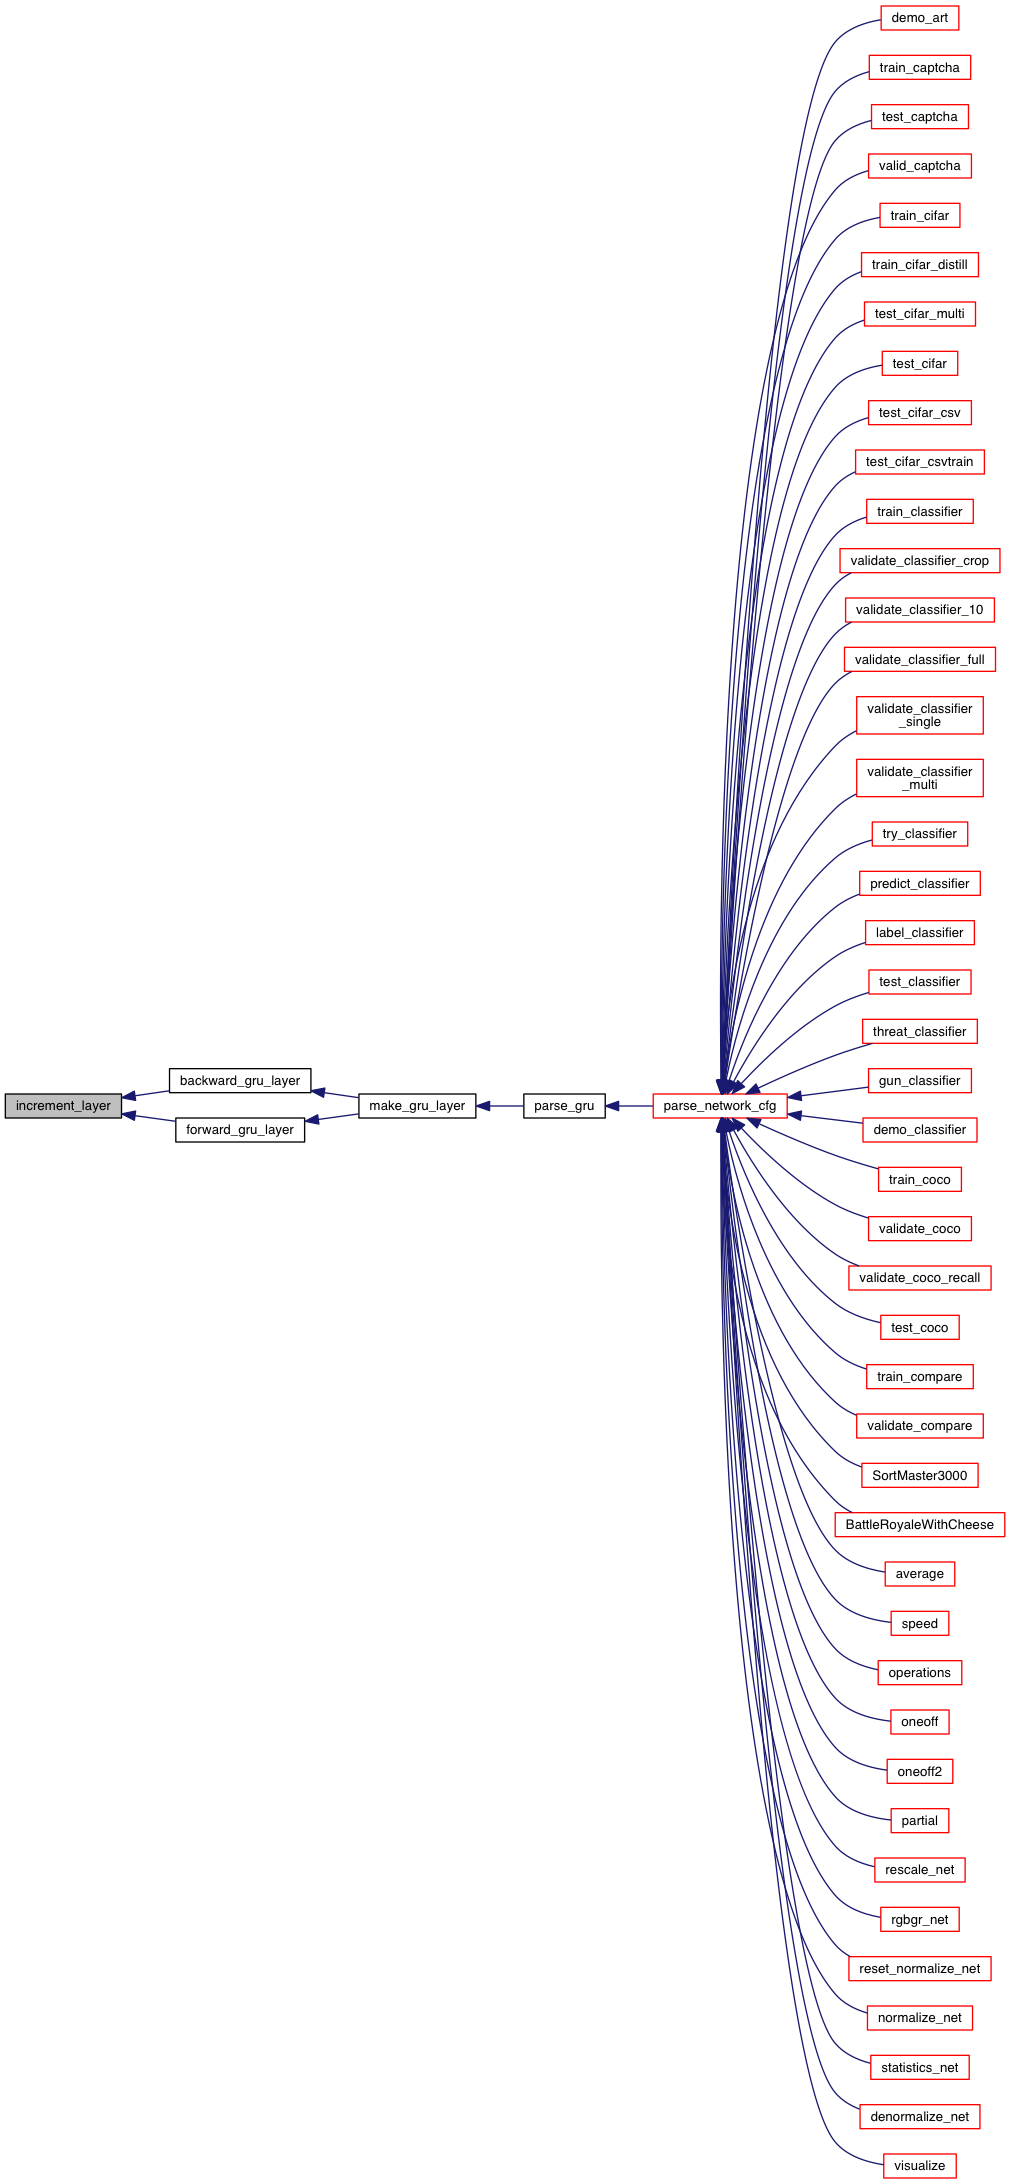 demo_art
train_captcha
test_captcha
valid_captcha
train_cifar
train_cifar_distill
test_cifar_multi
test_cifar
test_cifar_csv
test_cifar_csvtrain
train_classifier
validate_classifier_crop
validate_classifier_10
validate_classifier_full
validate_classifier
_single
validate_classifier
_multi
try_classifier
predict_classifier
label_classifier
test_classifier
threat_classifier
gun_classifier
increment_layer
backward_gru_layer
forward_gru_layer
make_gru_layer
parse_gru
parse_network_cfg
demo_classifier
train_coco
validate_coco
validate_coco_recall
test_coco
train_compare
validate_compare
SortMaster3000
BattleRoyaleWithCheese
average
speed
operations
oneoff
oneoff2
partial
rescale_net
rgbgr_net
reset_normalize_net
normalize_net
statistics_net
denormalize_net
visualize